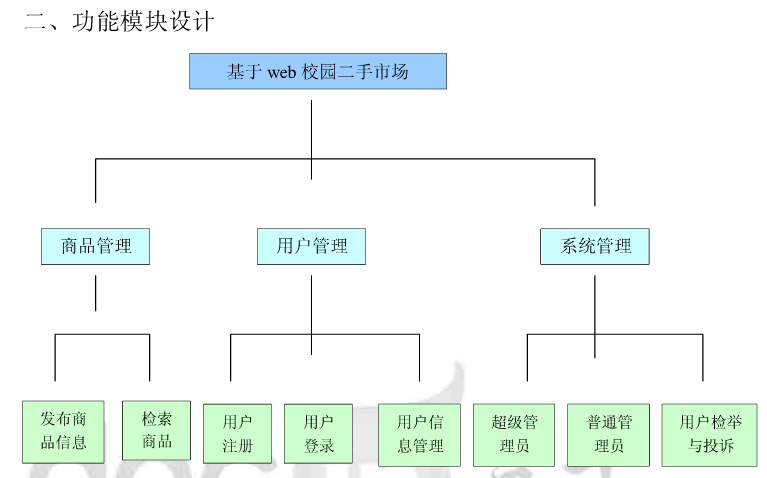 二、功能模块设计
基于 web 校园二手市场
商品管理
用户管理
系统管理
发布商
品信息
检索
商品
用户
注册
用户
登录
用户信
息管理
超级管
理员
普通管
理员
用户检举
与投诉